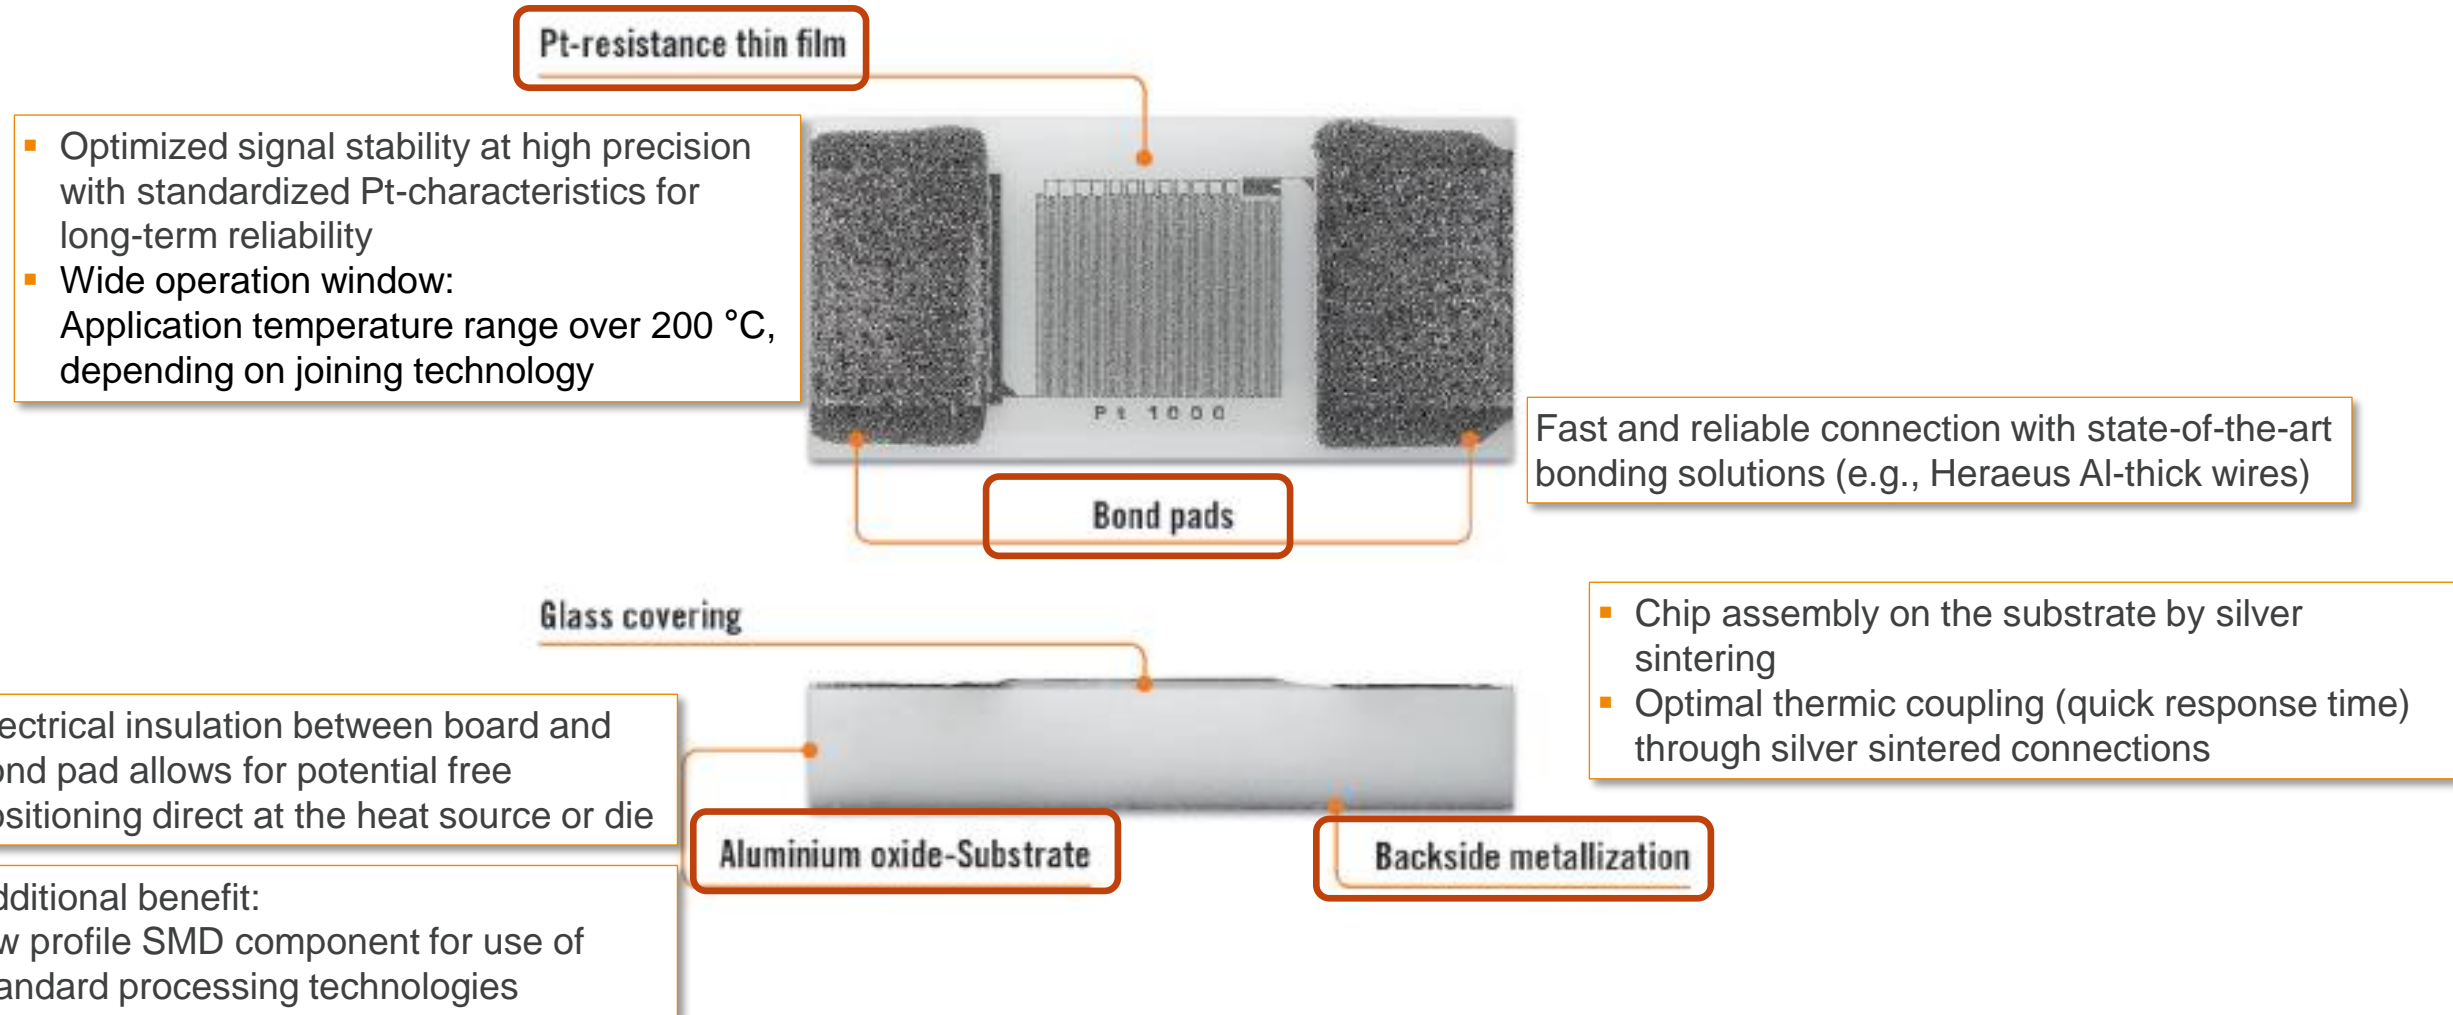 Pt-resistance thin film
▪ Optimized signal stability at high precision
with standardized Pt-characteristics for
long-term reliability
▪ Wide operation window:
Application temperature range over 200 °C,
depending on joining technology
Pt 1000
Fast and reliable connection with state-of-the-art
bonding solutions (e.g., Heraeus Al-thick wires)
Bond pads
Glass covering
▪ Chip assembly on the substrate by silver
sintering
▪ Optimal thermic coupling (quick response time)
through silver sintered connections
ectrical insulation between board and
ond pad allows for potential free
ositioning direct at the heat source or die
Aluminium oxide-Substrate
Backside metallization
dditional benefit:
w profile SMD component for use of
andard processing technologies